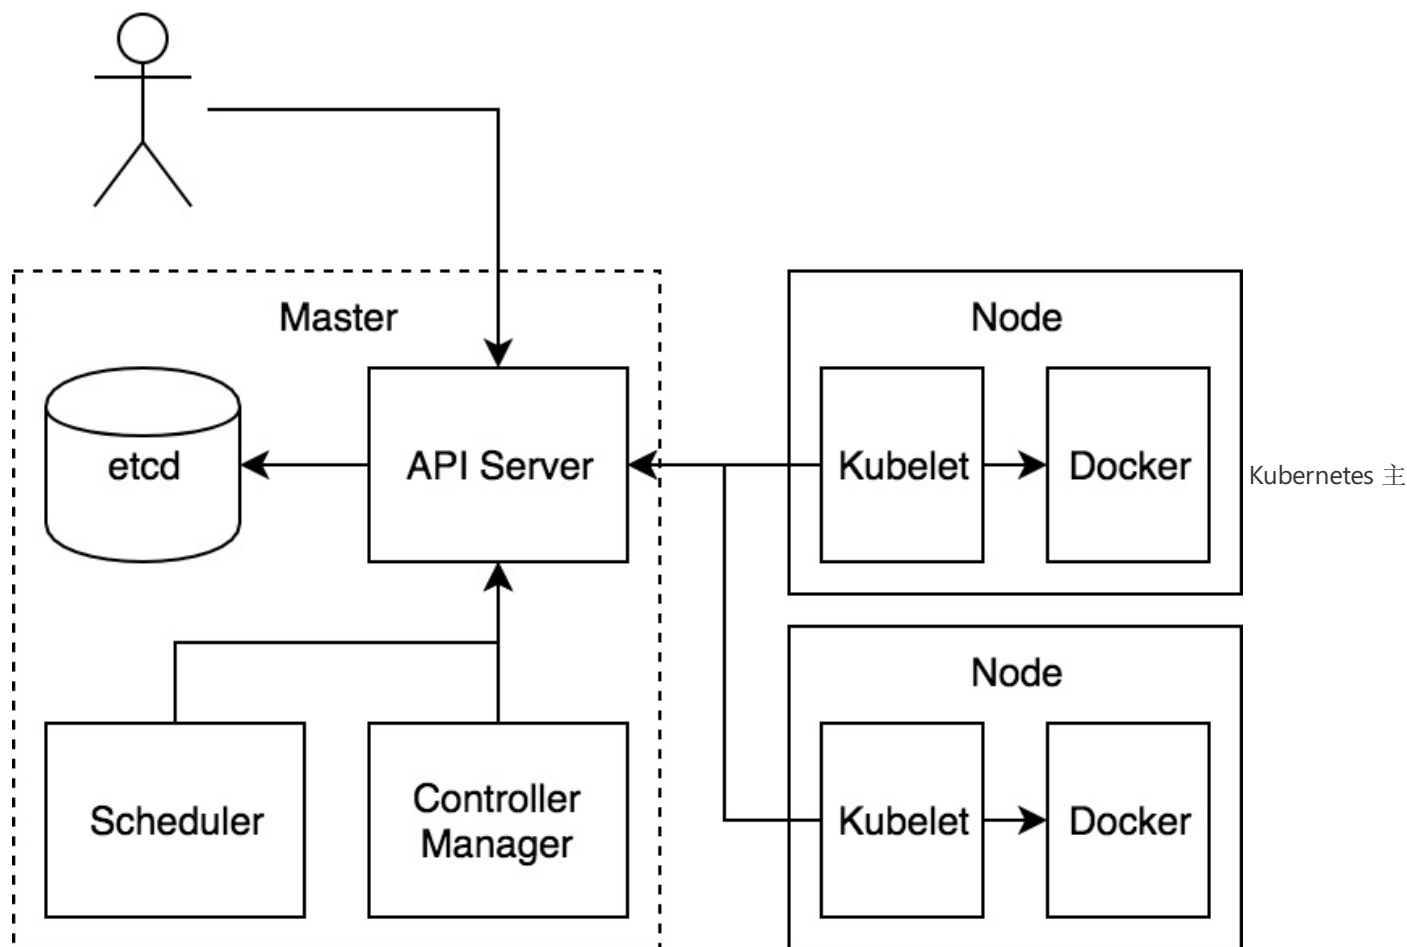 Master
etcd
API Server
Scheduler
Controller
Manager
Node
Kubelet
Docker
Node
Kubelet
Docker
Kubernetes 主